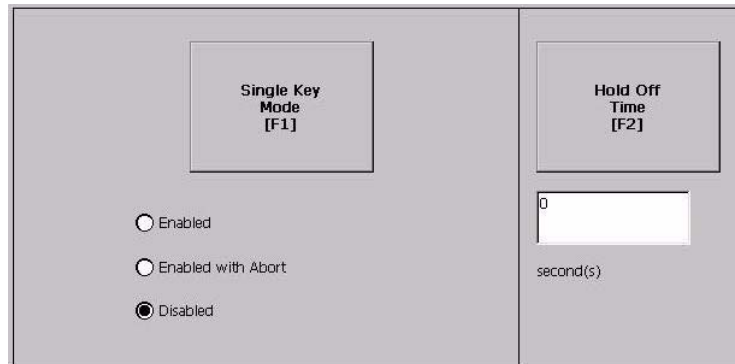 Single Key
Mode
[F1]
Enabled
Enabled with Abort
Disabled
Hold Off
Time
[F2]
0
second(s)